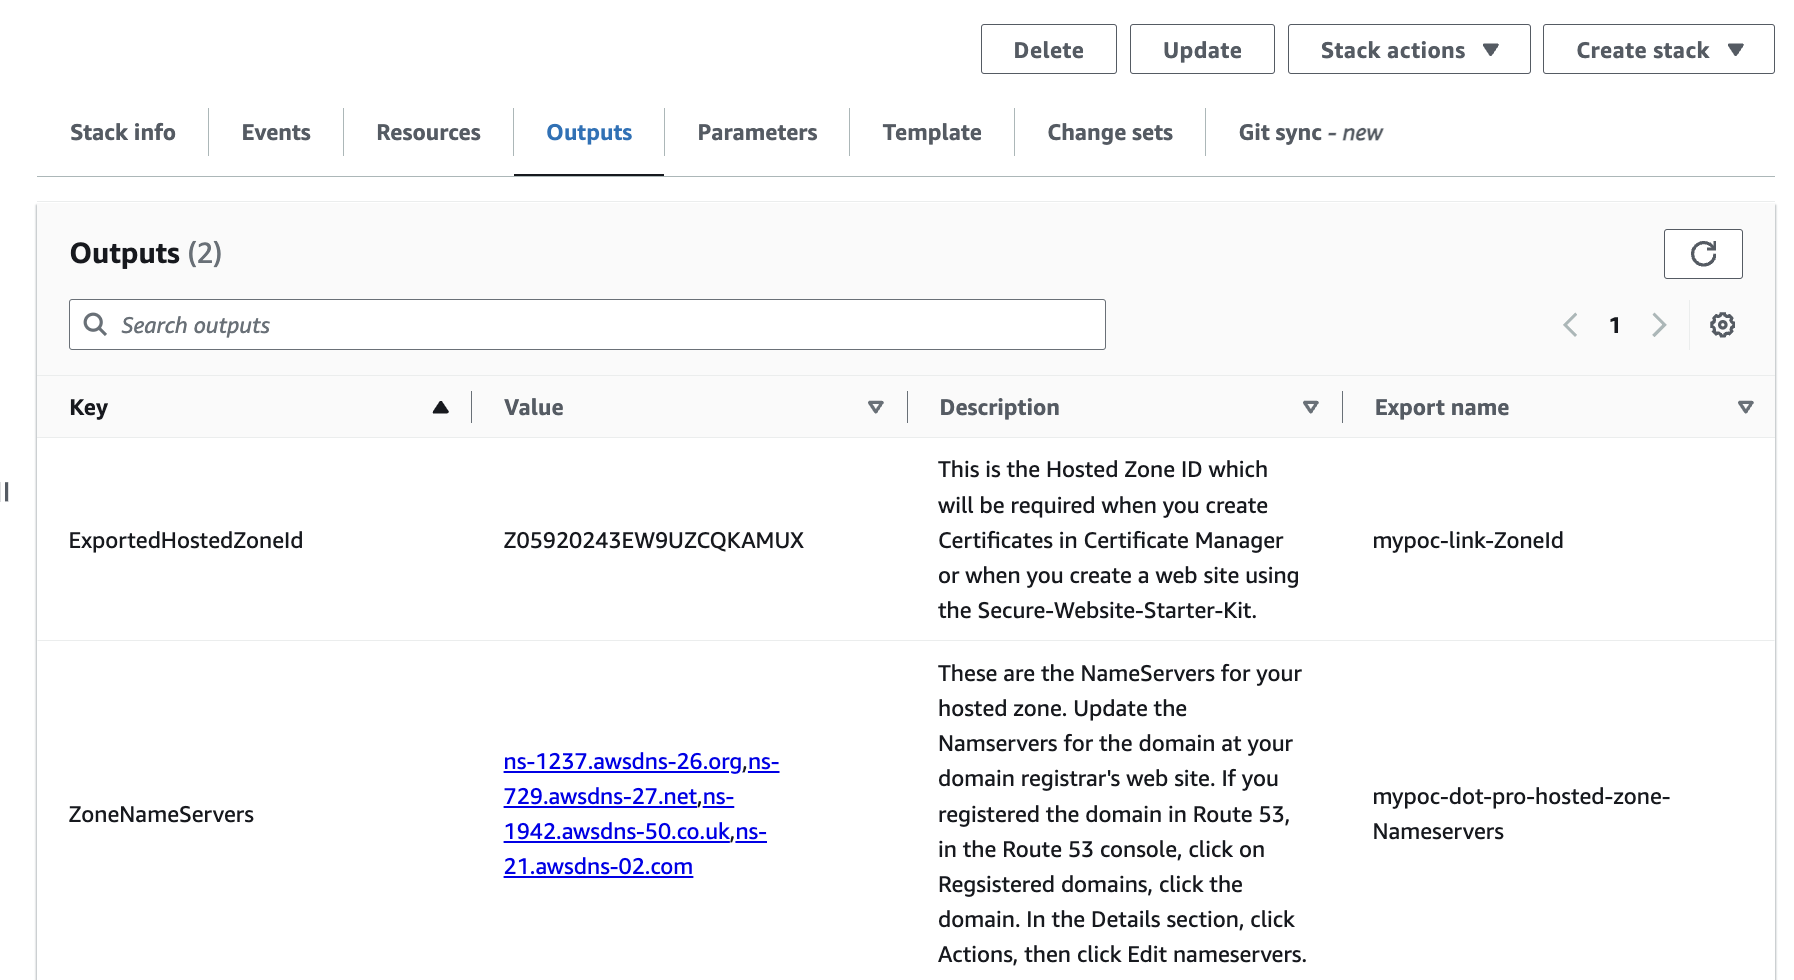 Delete Update Stack actions Create stack
Stack info Events Resources Outputs Parameters Template Change sets Git sync - new
Outputs (2)
Search outputs 1
Key Value Description Export name
This is the Hosted Zone ID which
will be required when you create
ExportedHostedZoneId Z05920243EW9UZCQKAMUX Certificates in Certificate Manager mypoc-link-ZoneId
or when you create a web site using
the Secure-Website-Starter-Kit.
These are the NameServers for your
hosted zone. Update the
Namservers for the domain at your
domain registrar's web site. If you
registered the domain in Route 53,
in the Route 53 console, click on
Regsistered domains, click the
domain. In the Details section, click
Actions, then click Edit nameservers.
ZoneNameServers
ns-1237.awsdns-26.org,ns-
729.awsdns-27.net,ns-
1942.awsdns-50.co.uk,ns-
21.awsdns-02.com
mypoc-dot-pro-hosted-zone-
Nameservers